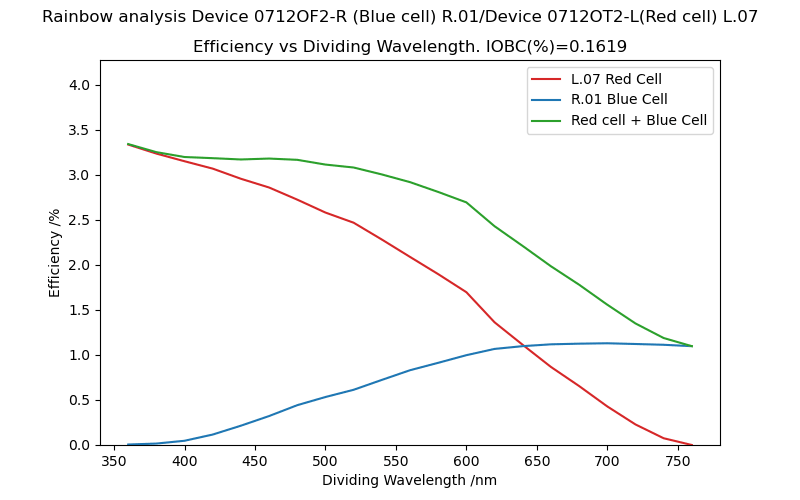 Rainbow analysis Device 0712OF2-R (Blue cell) R.01/Device 0712OT2-L(Red cell) L.07
Efficiency vs Dividing Wavelength. IOBC(%)=0.1619
L.07 Red Cell
R.01 Blue Cell
Red cell + Blue Cell
Efficiency /%
4.0
3.5
3.0
2.5
2.0
1.5
1.0
0.5
0.0
350 400 450 500 550 600 650 700 750
Dividing Wavelength /nm